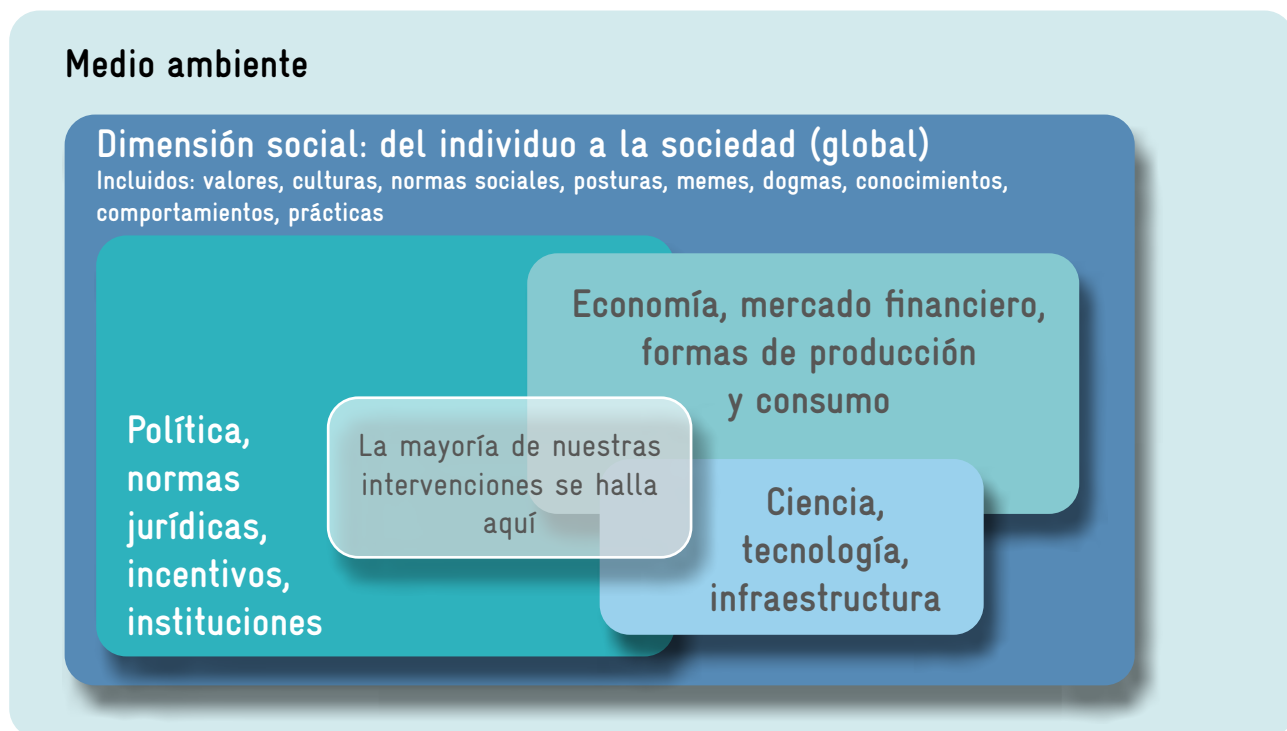 Medio ambiente
Dimensión social: del individuo a la sociedad (global)
Incluidos: valores, culturas, normas sociales, posturas, memes, dogmas, conocimientos,
comportamientos, prácticas
Economía, mercado financiero,
formas de producción
y consumo
Política,
normas
jurídicas,
incentivos,
instituciones
La mayoría de nuestras
intervenciones se halla
aquí
Ciencia,
tecnología,
infraestructura